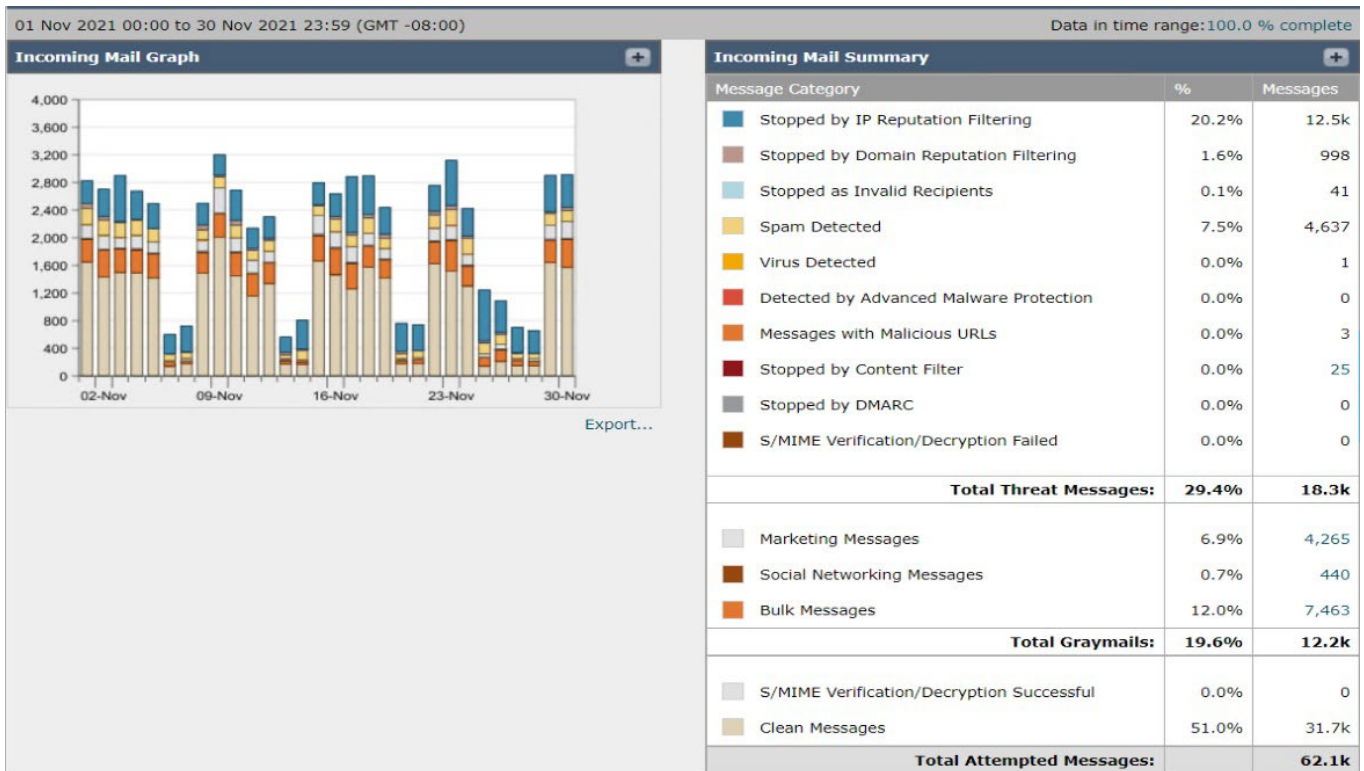 01 Nov 2021 00:00 to 30 Nov 2021 23:59 (GMT -08:00) Data in time range:100.0 % complete
Incoming Mail Graph
4,000
3,600
3,200
2,800
2,400
2,000
1,600
1,200
800
400
0
02-Nov 09-Nov 16-Nov 23-Nov 30-Nov
Export...
Incoming Mail Summary
Message Category % Messages
Stopped by IP Reputation Filtering 20.2% 12.5k
Stopped by Domain Reputation Filtering 1.6% 998
Stopped as Invalid Recipients 0.1% 41
Spam Detected 7.5% 4,637
Virus Detected 0.0% 1
Detected by Advanced Malware Protection 0.0% 0
Messages with Malicious URLs 0.0% 3
Stopped by Content Filter 0.0% 25
Stopped by DMARC 0.0% 0
S/MIME Verification/Decryption Failed 0.0% 0
Total Threat Messages: 29.4% 18.3k
Marketing Messages 6.9% 4,265
Social Networking Messages 0.7% 440
Bulk Messages 12.0% 7,463
Total Graymails: 19.6% 12.2k
S/MIME Verification/Decryption Successful 0.0% 0
Clean Messages 51.0% 31.7k
Total Attempted Messages: 62.1k